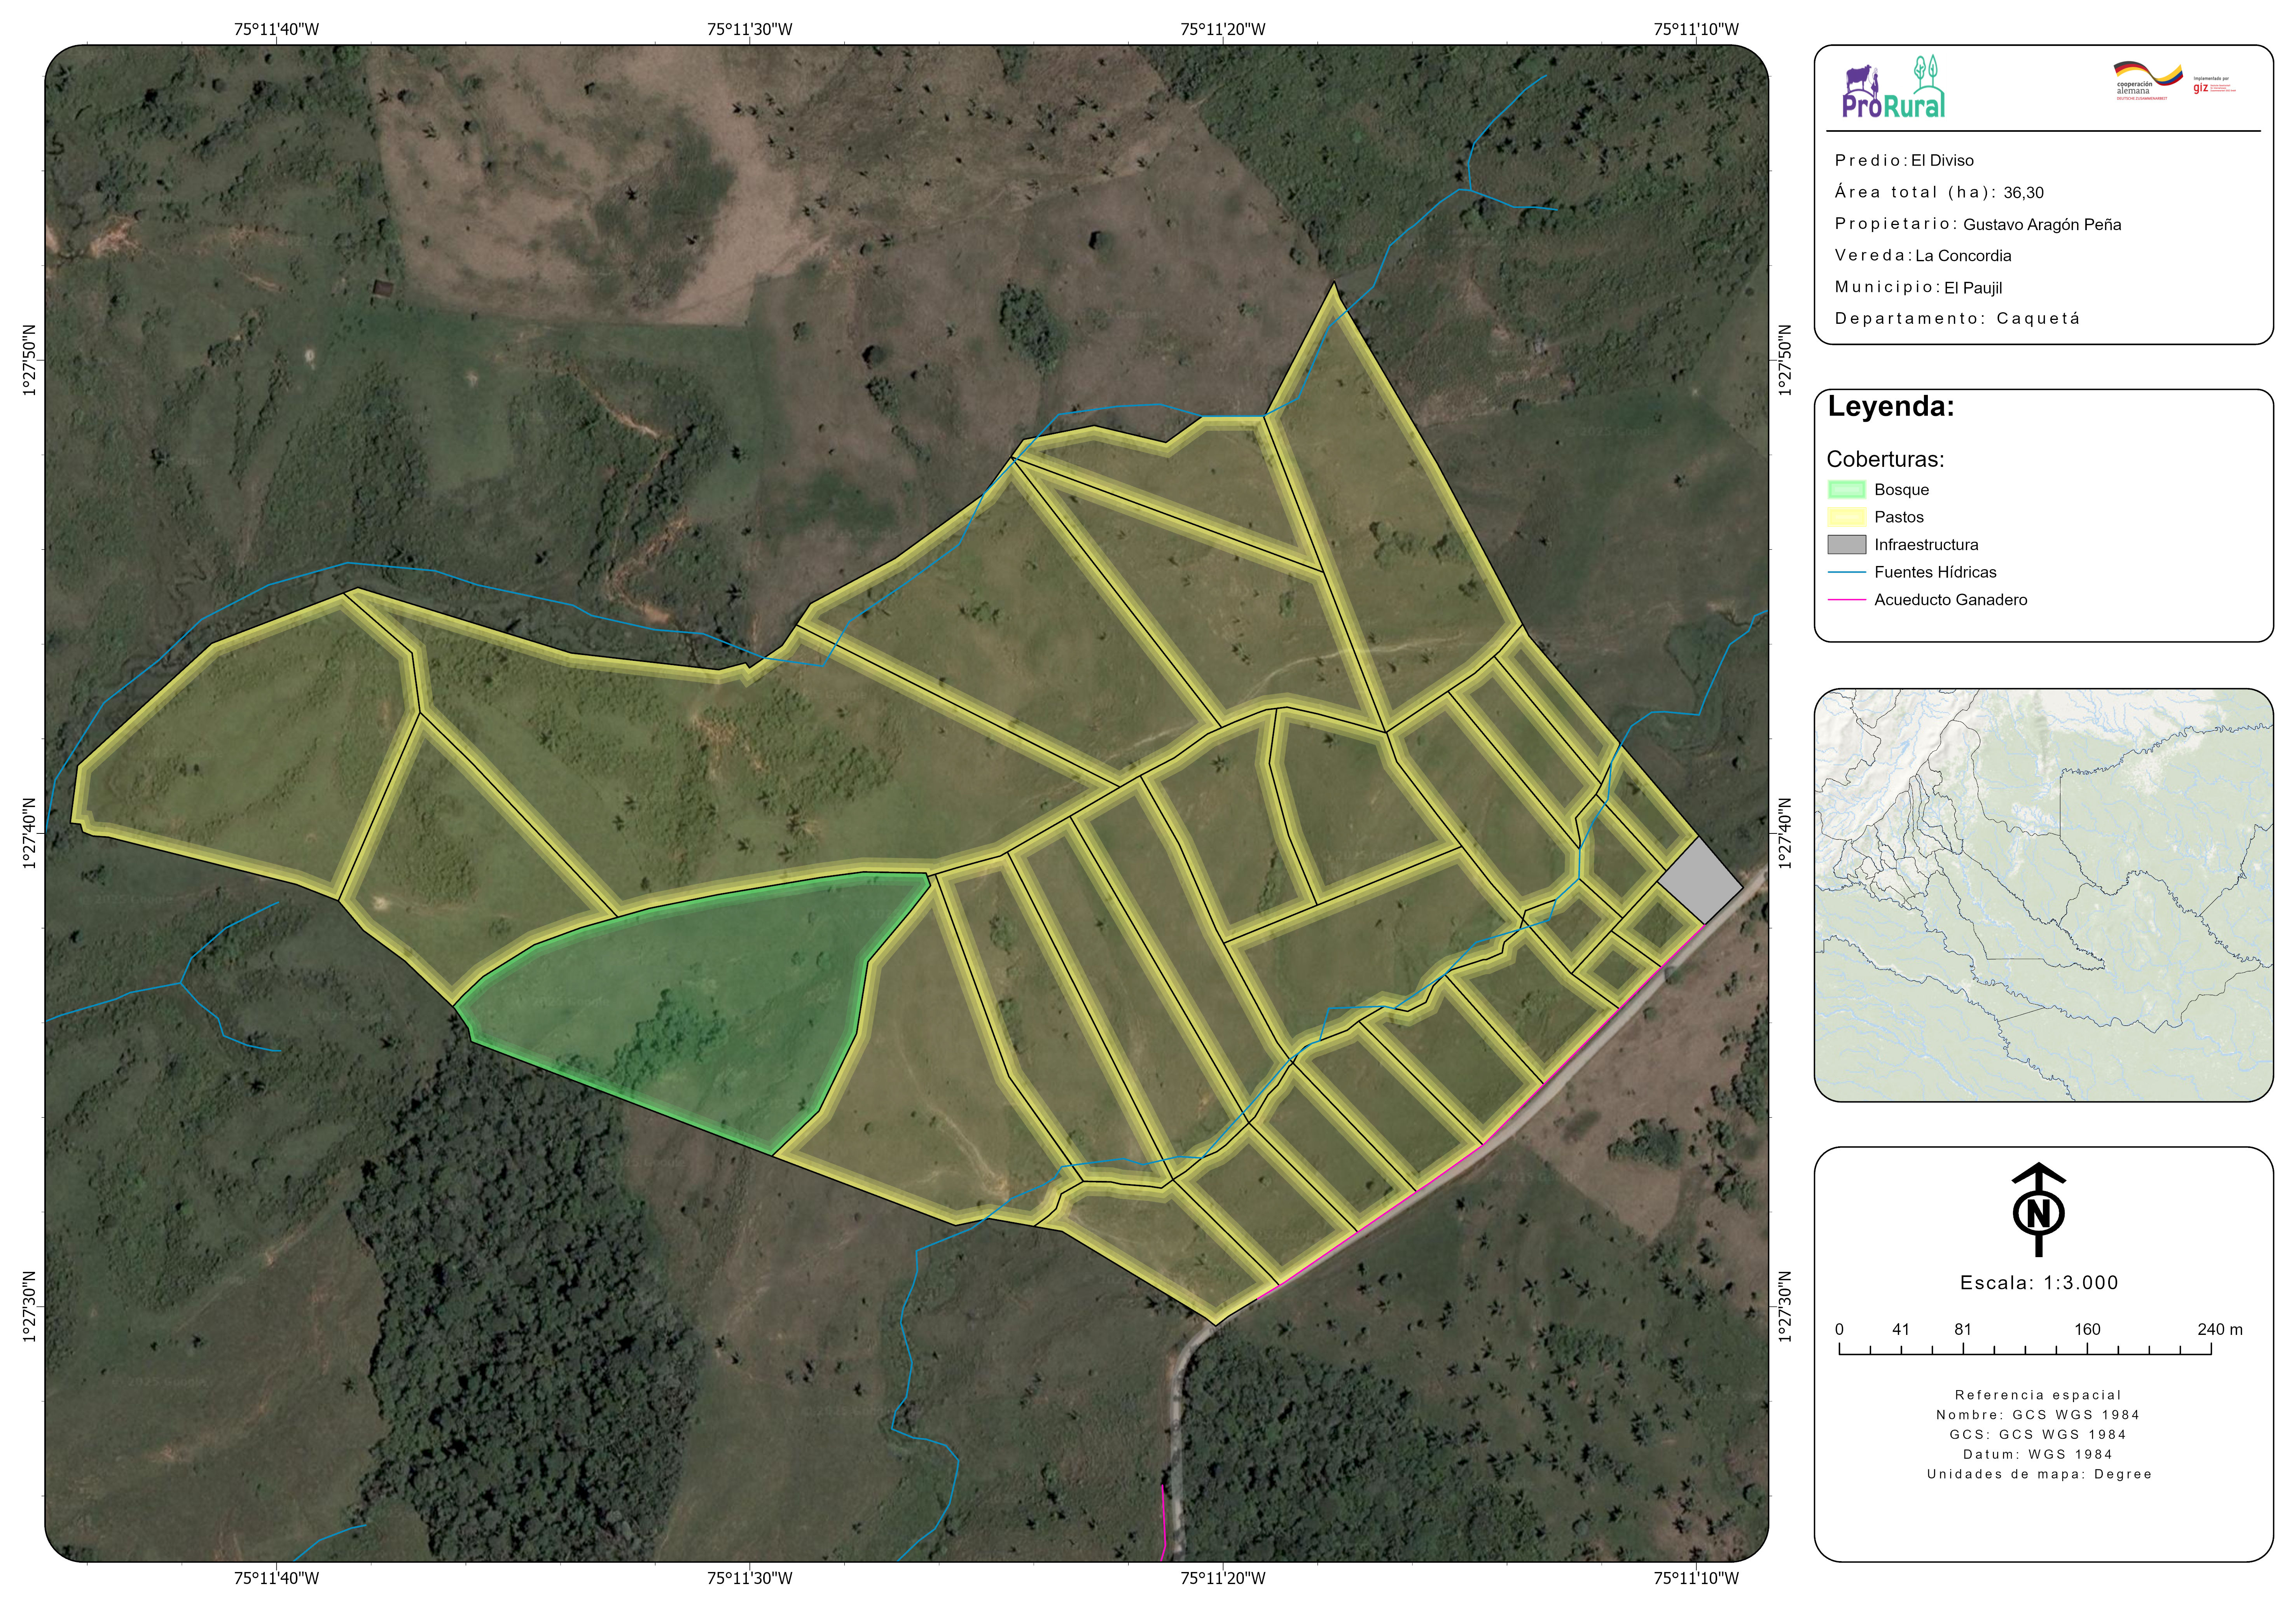 75°11'40"W
75°11'30"W
75°11'20"W
75°11'10"W
1°27'50"N
1°27'40"N
1°27'30"N
1°27'50"N
1°27'40"N
1°27'30"N
75°11'40"W
75°11'30"W
75°11'20"W
75°11'10"W
ProRural
cooperación
alemana
DEUTSCHE ZUSAMMENARBEIT
Implementada por
giz
Predio: El Diviso
Área total (ha): 36,30
Propietario: Gustavo Aragón Peña
Vereda: La Concordia
Municipio: El Paujil
Departamento: Caquetá
Leyenda:
Coberturas:
Bosque
Pastos
Infraestructura
Fuentes Hídricas
Acueducto Ganadero
N
Escala: 1:3.000
0 41 81 160 240 m
Referencia espacial
Nombre: GCS WGS 1984
GCS: GCS WGS 1984
Datum: WGS 1984
Unidades de mapa: Degree